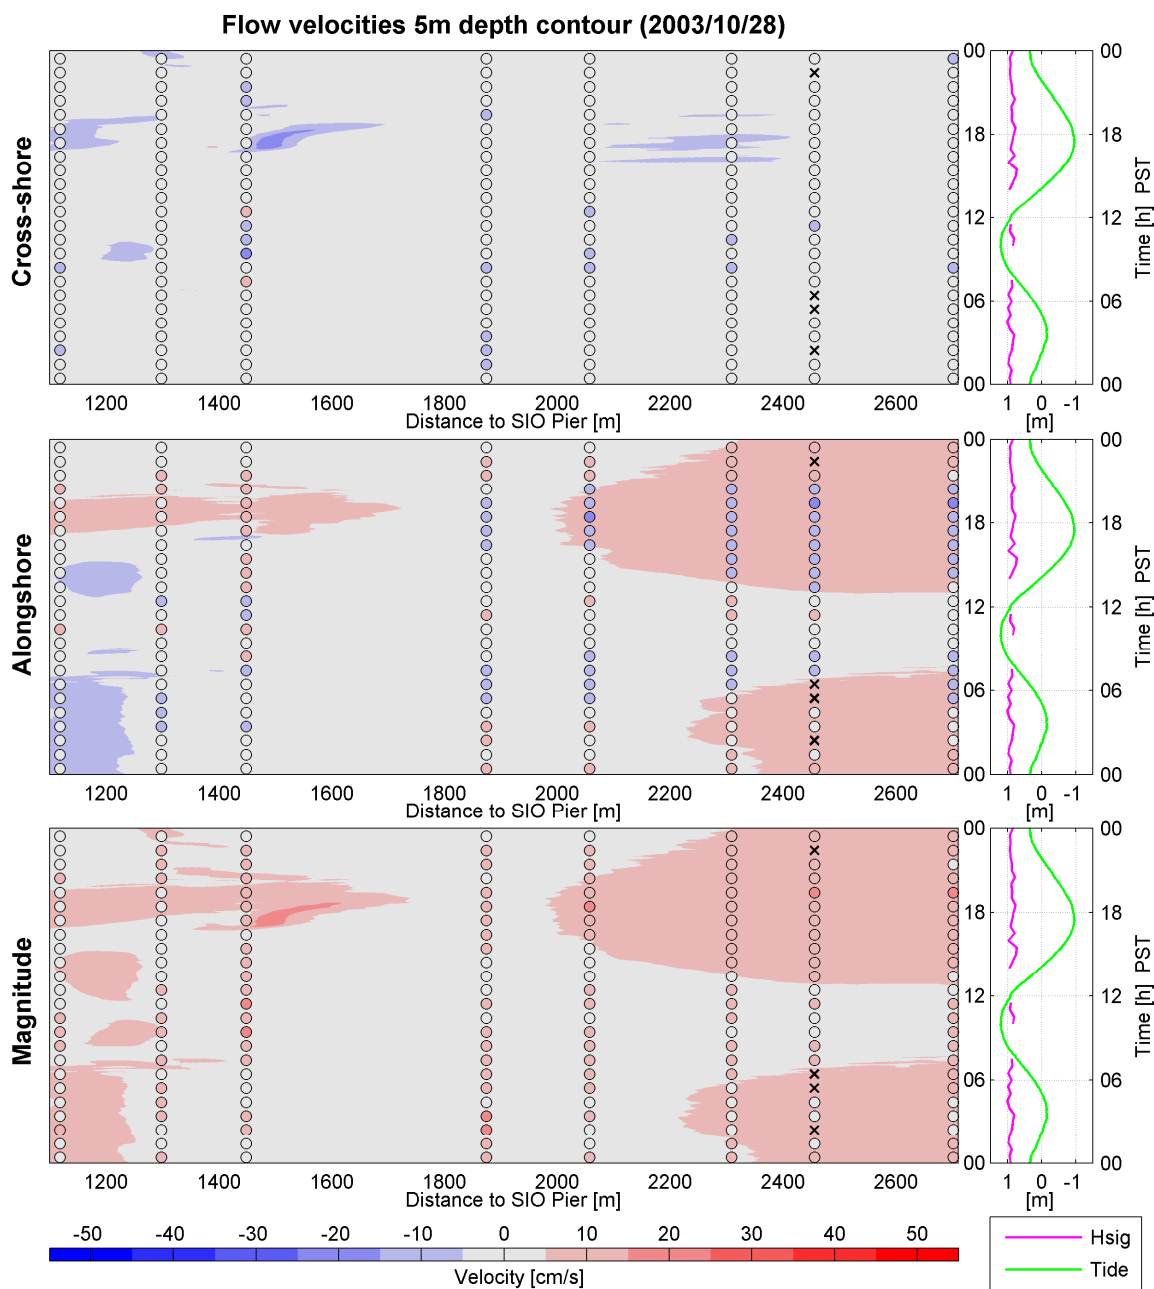 Flow velocities 5m depth contour (2003/10/28)
Cross-shore
00 00
18 18
12 12
06 06
00 00
Time [h] PST
1200 1400 1600 1800 2000 2200 2400 2600
1 0 -1
Distance to SIO Pier [m]
[m]
Alongshore
00 00
18 18
12 12
06 06
00 00
Time [h] PST
1200 1400 1600 1800 2000 2200 2400 2600
1 0 -1
Distance to SIO Pier [m]
[m]
Magnitude
00 00
18 18
12 12
06 06
00 00
Time [h] PST
1200 1400 1600 1800 2000 2200 2400 2600
1 0 -1
Distance to SIO Pier [m]
[m]
-50 -40 -30 -20 -10 0 10 20 30 40 50
Velocity [cm/s]
Hsig
Tide